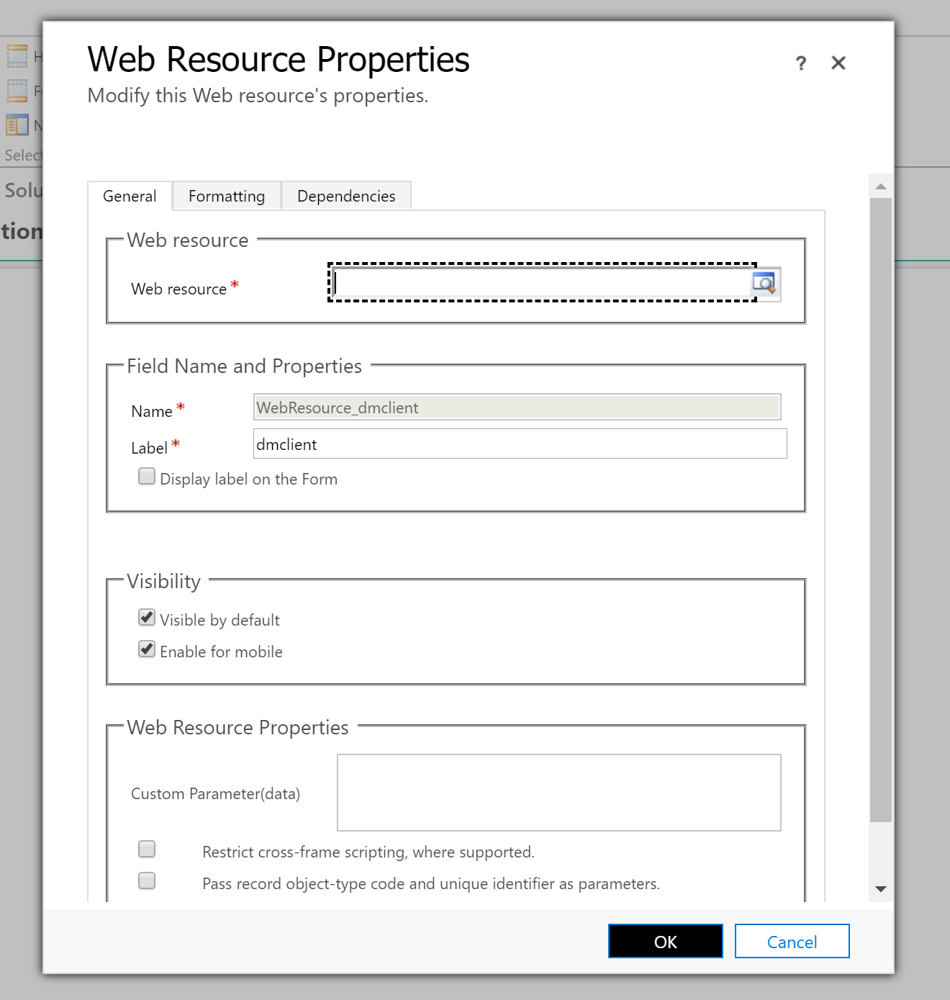 Web Resource Properties
? ×
Modify this Web resource's properties.
H
F
N
Select
Solu
tion
General Formatting Dependencies
Web resource
Web resource *
Field Name and Properties
Name * WebResource_dmclient
Label * dmclient
Display label on the Form
Visibility
Visible by default
Enable for mobile
Web Resource Properties
Custom Parameter(data)
Restrict cross-frame scripting, where supported.
Pass record object-type code and unique identifier as parameters.
OK Cancel